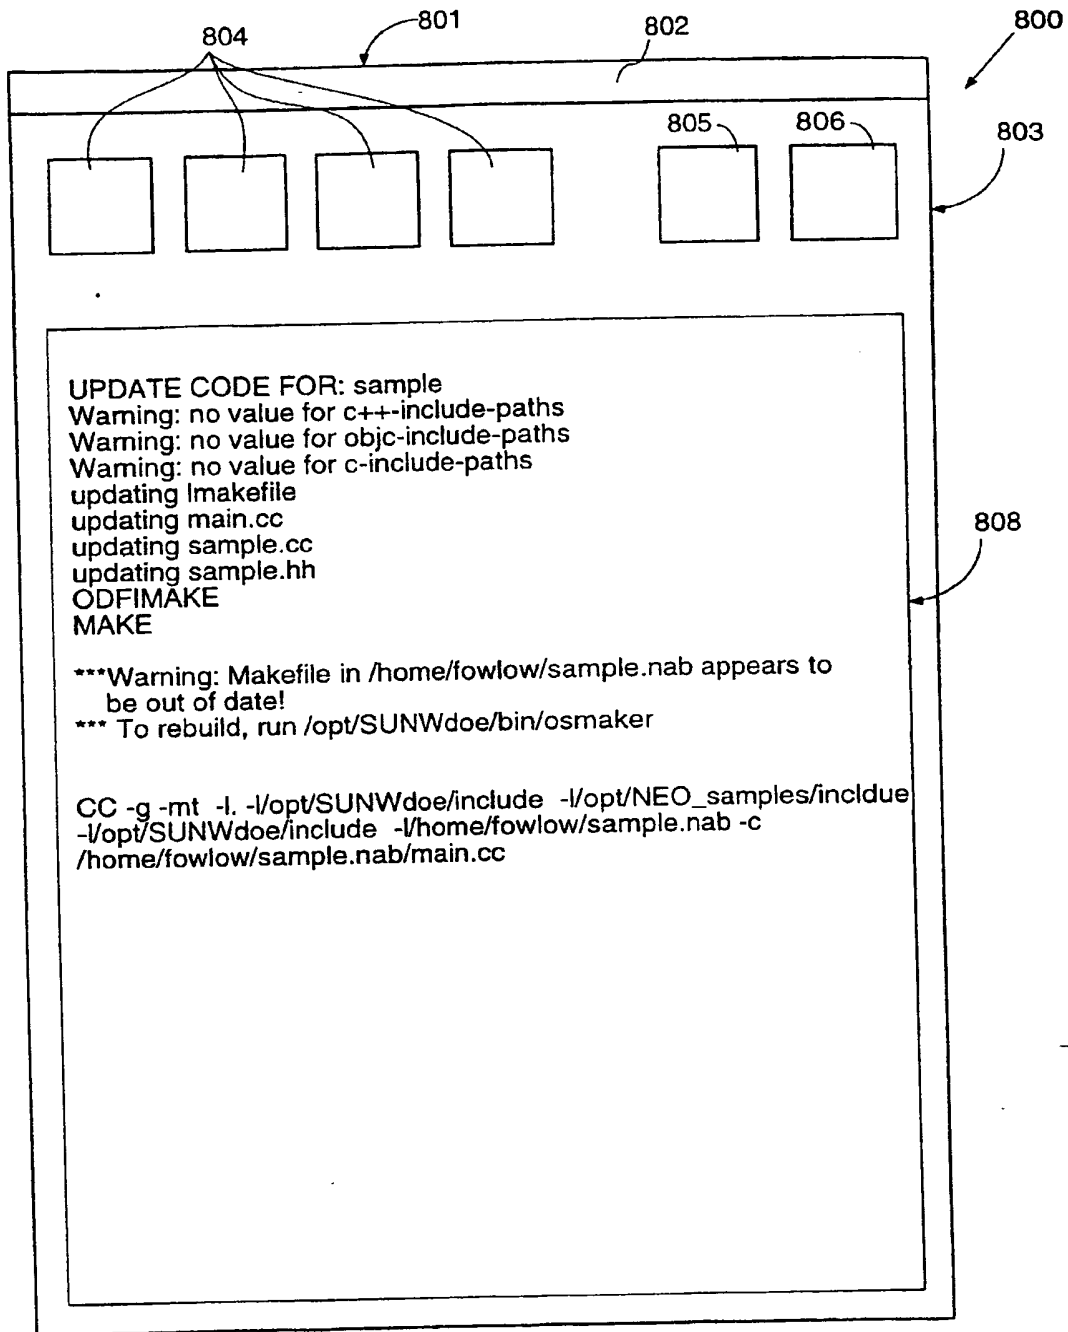 804
801
802
800
805
806
803
UPDATE CODE FOR: sample
Warning: no value for c++-include-paths
Warning: no value for objc-include-paths
Warning: no value for c-include-paths
updating Imakefile
updating main.cc
updating sample.cc
updating sample.hh
ODFIMAKE
MAKE
***Warning: Makefile in /home/fowlow/sample.nab appears to
be out of date!
*** To rebuild, run /opt/SUNWdoe/bin/osmaker
CC -g -mt -I. -I/opt/SUNWdoe/include -I/opt/NEO_samples/incldue
-I/opt/SUNWdoe/include -I/home/fowlow/sample.nab -c
/home/fowlow/sample.nab/main.cc
808